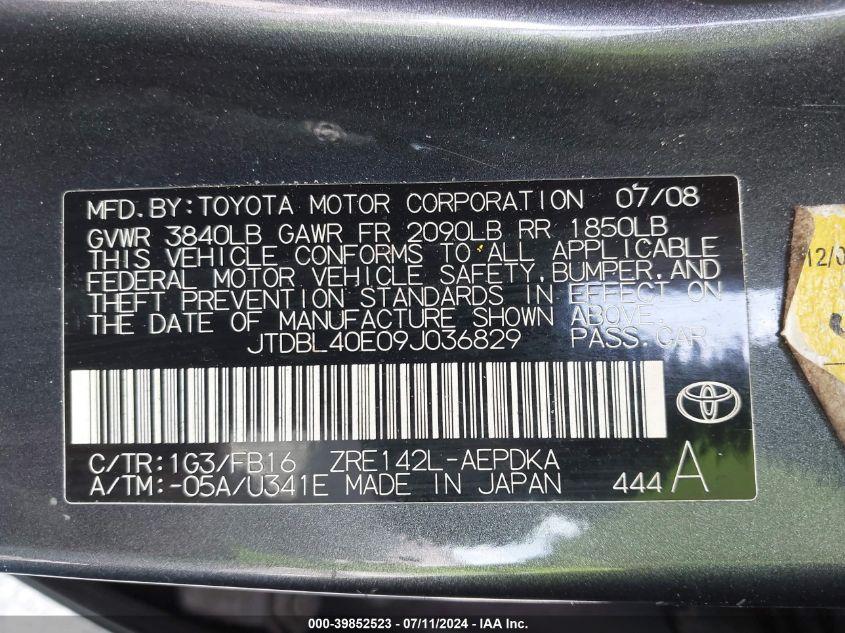 MFD.BY:TOYOTA MOTOR CORPORATION 07/08
GVWR 3840LB GAWR FR 2090LB RR 1850LB
THIS VEHICLE CONFORMS TO ALL APPLICABLE
FEDERAL MOTOR VEHICLE SAFETY,BUMPER,AND
THEFT PREVENTION STANDARDS IN EFFECT ON
THE DATE OF MANUFACTURE SHOWN ABOVE.
JTDBL40E09J036829 PASS.CAR
C/TR:1G3/FB16 ZRE142L-AEPDKA
A/TM:-05A/U341E MADE IN JAPAN 444 A
12/0
000-39852523 - 07/11/2024 - IAA Inc.